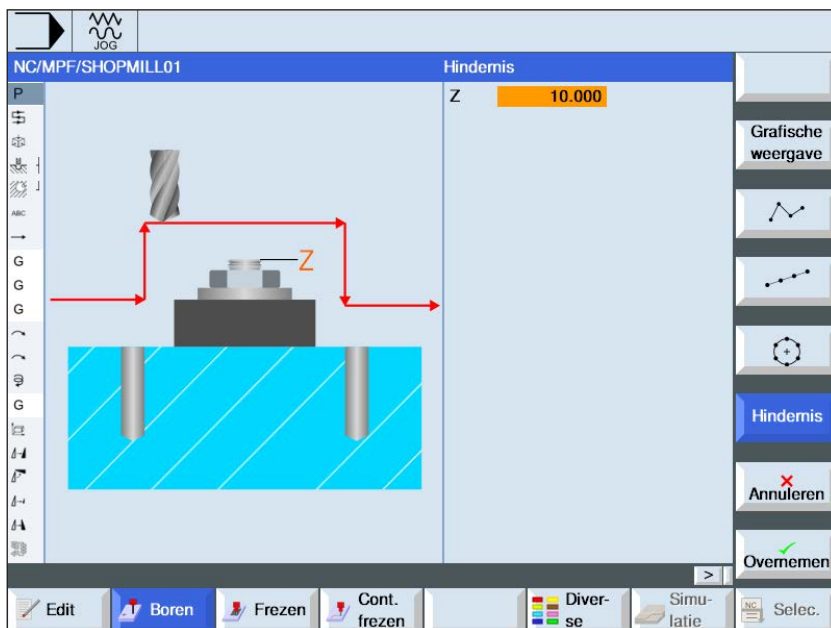 JOG
NC/MPF/SHOPMILL01
Hindernis
P
Z 10.000
Grafische
weergave
ABC
Z
G
G
G
G
Hindernis
Annuleren
Overnemen
>
Edit
Boren
Frezen
Cont.
frezen
Diver-
se
Simu-
latie
NC
Selec.